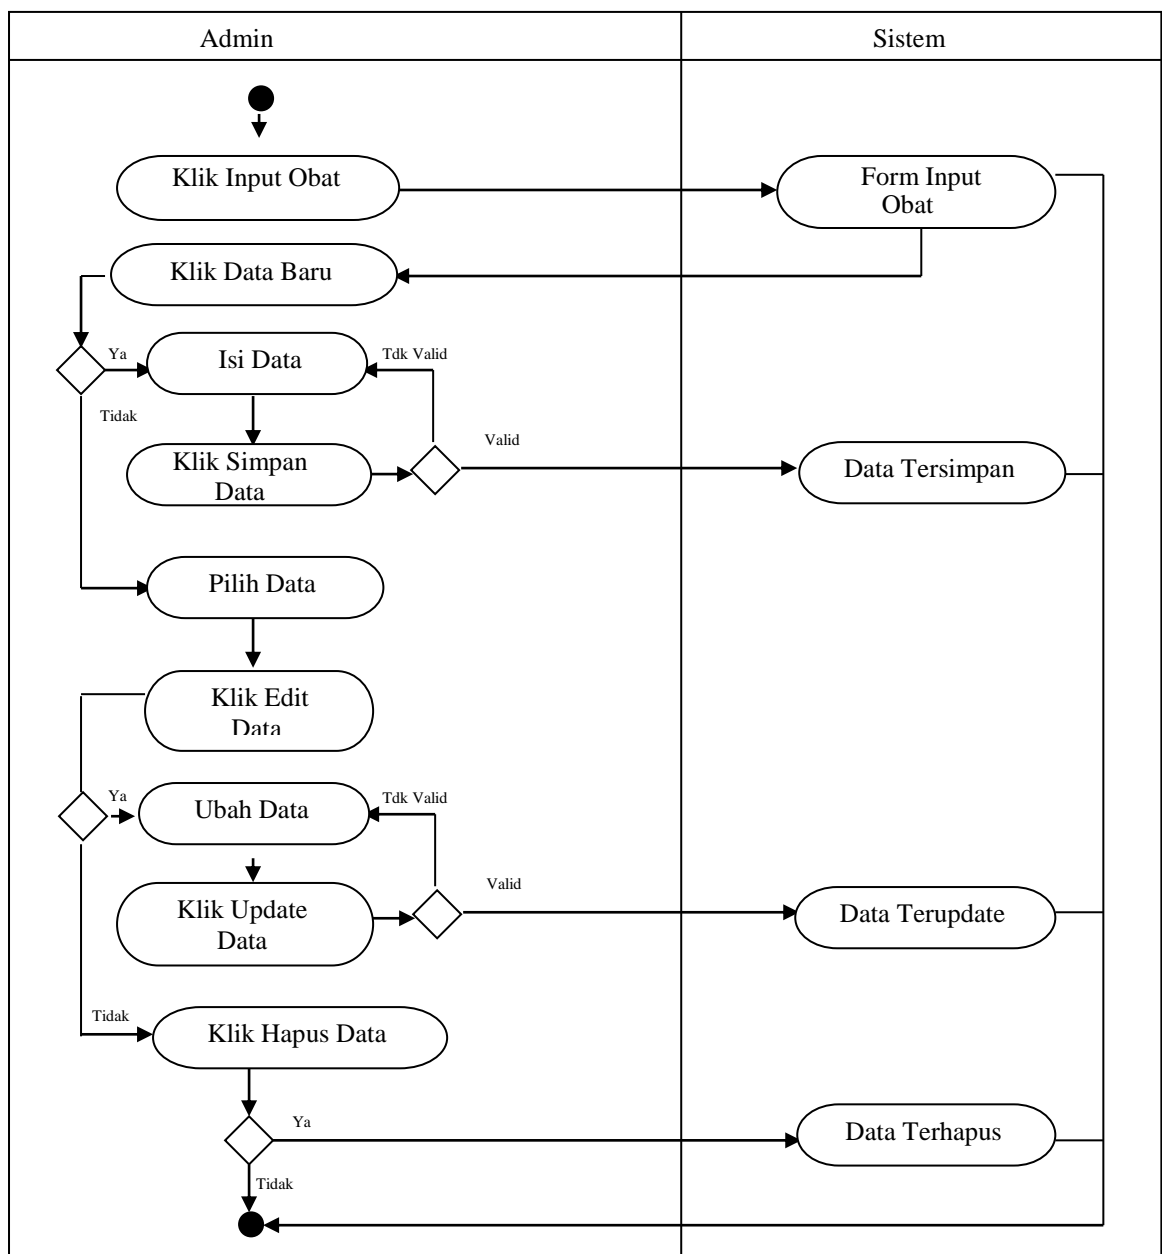 Admin
Sistem
Klik Input Obat
Form Input
Obat
Klik Data Baru
Ya
Isi Data
Tdk Valid
Tidak
Klik Simpan
Data
Valid
Data Tersimpan
Pilih Data
Klik Edit
Data
Ya
Ubah Data
Tdk Valid
Klik Update
Data
Valid
Data Terupdate
Tidak
Klik Hapus Data
Ya
Data Terhapus
Tidak